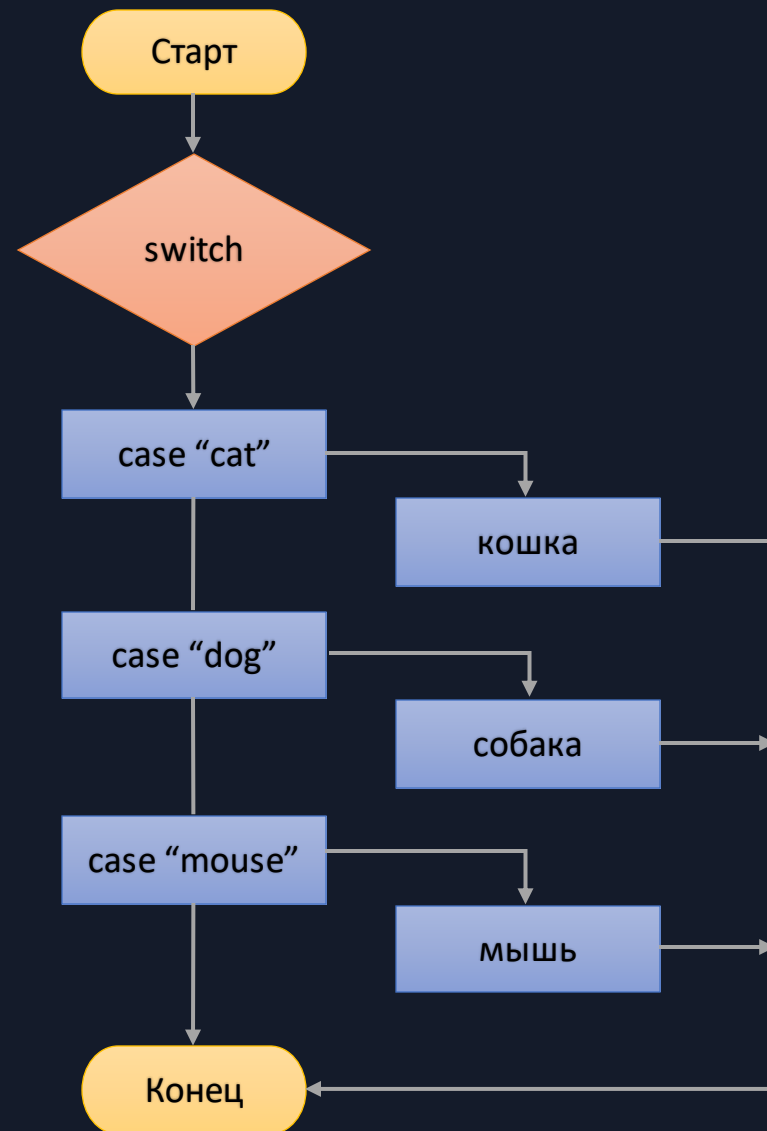 Старт
switch
case “cat”
кошка
case “dog”
собака
case “mouse”
мышь
Конец